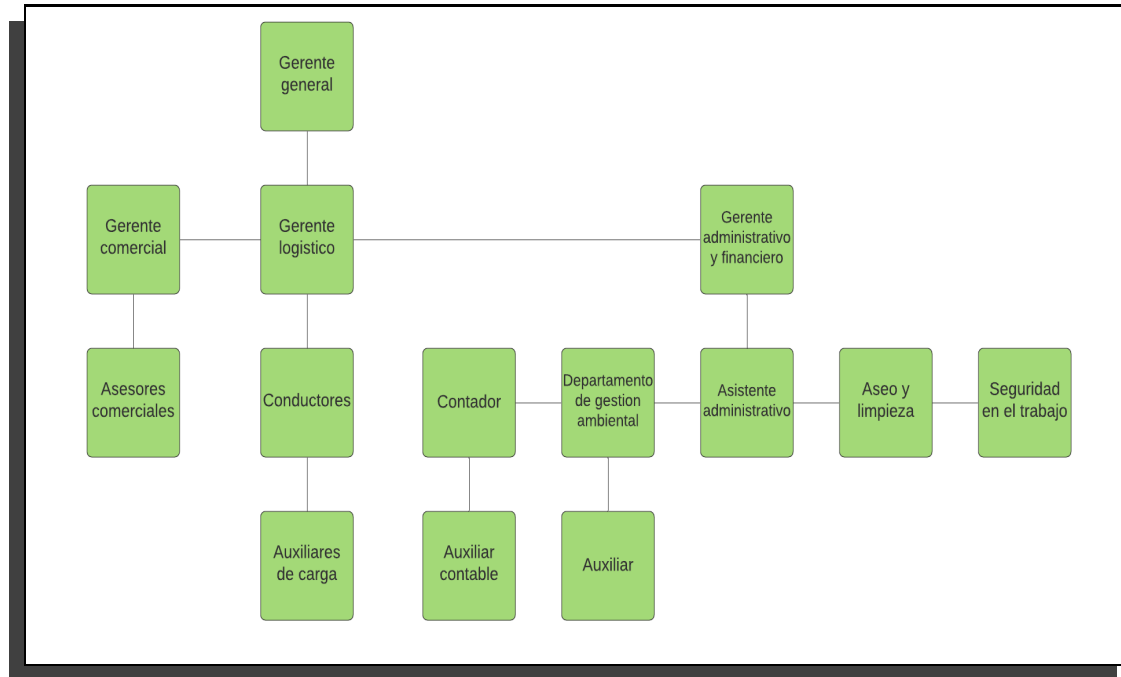 Gerente
general
Gerente
comercial
Gerente
logistico
Gerente
administrativo
y financiero
Asesores
comerciales
Conductores
Contador
Departamento
de gestion
ambiental
Asistente
administrativo
Aseo y
limpieza
Seguridad
en el trabajo
Auxiliares
de carga
Auxiliar
contable
Auxiliar